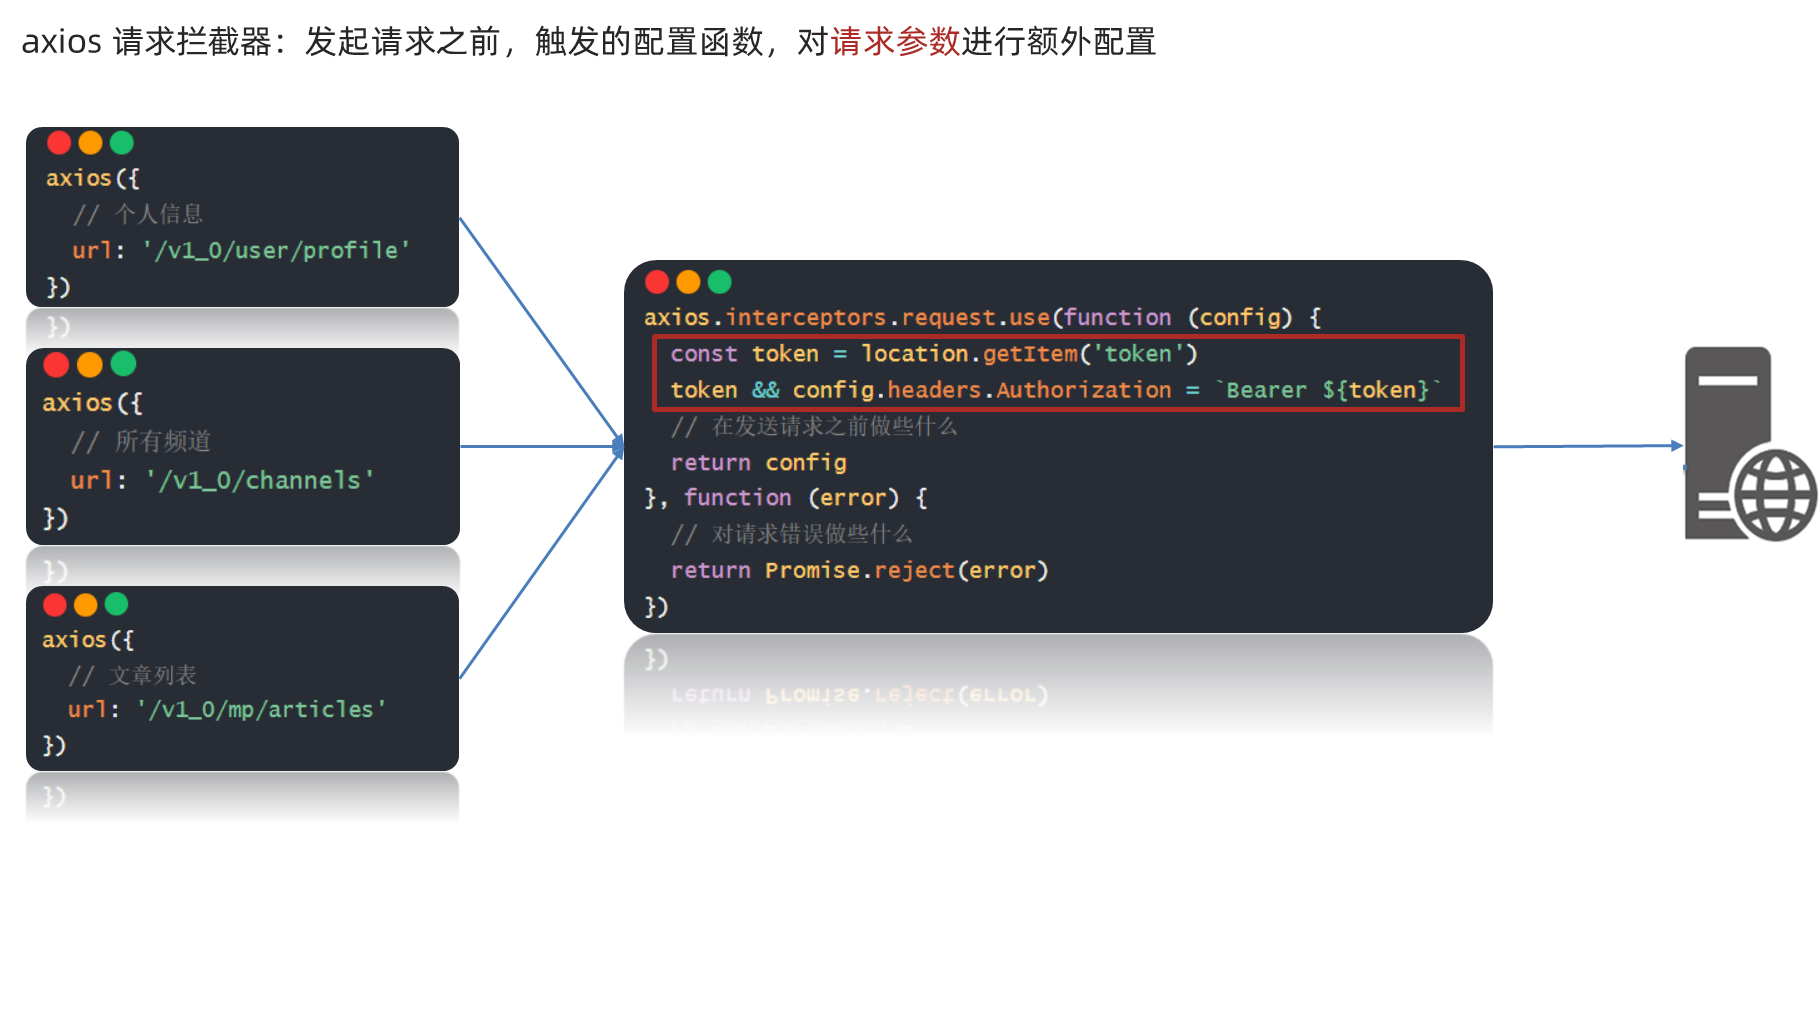 axios 请求拦截器：发起请求之前，触发的配置函数，对请求参数进行额外配置
axios({
// 个人信息
url: '/v1_0/user/profile'
})
})
axios({
// 所有频道
url: '/v1_0/channels'
})
})
axios({
// 文章列表
url: '/v1_0/mp/articles'
})
})
axios.interceptors.request.use(function (config) {
const token = location.getItem('token')
token && config.headers.Authorization = `Bearer ${token}`
// 在发送请求之前做些什么
return config
}, function (error) {
// 对请求错误做些什么
return Promise.reject(error)
})
})
return Promise.reject(error)